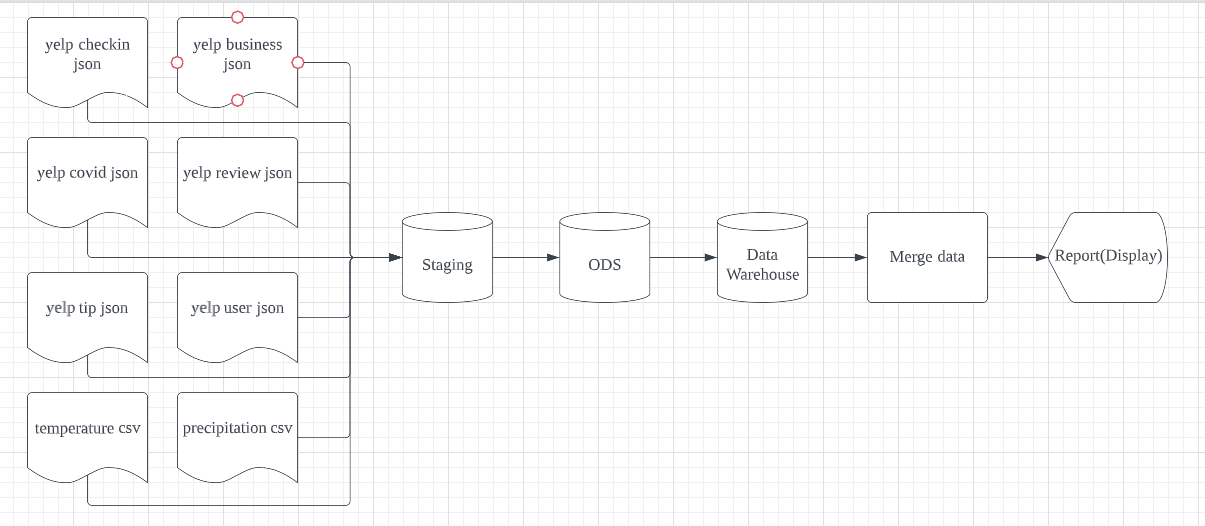 yelp checkin
json
yelp business
json
yelp covid json
yelp review json
yelp tip json
yelp user json
temperature csv
precipitation csv
Staging
ODS
Data
Warehouse
Merge data
Report(Display)